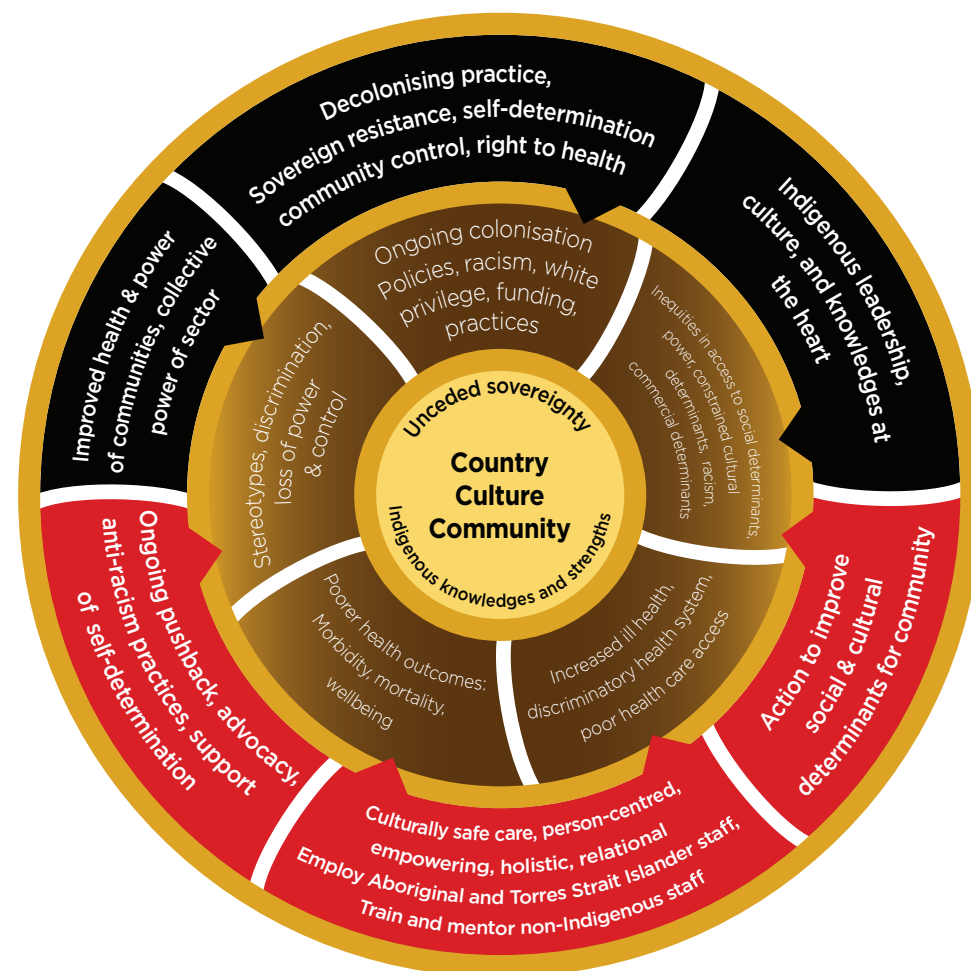 Decolonising practice,
Sovereign resistance, self-determination
community control, right to health
Indigenous leadership,
culture, and knowledges at
the heart
Action to improve
social & cultural
determinants for community
Culturally safe care, person-centred,
empowering, holistic, relational
Employ Aboriginal and Torres Strait Islander staff,
Train and mentor non-Indigenous staff
Ongoing pushback, advocacy,
anti-racism practices, support
of self-determination
Improved health & power
of communities, collective
power of sector
Ongoing colonisation
Policies, racism, white
privilege, funding,
practices
Inequities in access to social determinants,
power, constrained cultural
determinants, racism,
commercial determinants
Increased ill health,
discriminatory health system,
poor health care access
Poorer health outcomes:
Morbidity, mortality,
wellbeing
Stereotypes, discrimination,
loss of power
& control
Unceded sovereignty
Country
Culture
Community
Indigenous knowledges and strengths